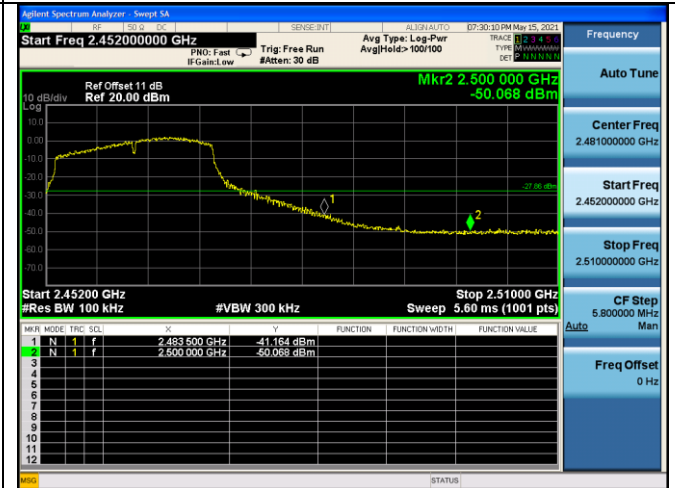 Agilent Spectrum Analyzer - Swept SA
RF 50 Ω DC SENSE:INT ALIGN AUTO 07:30:10 PM May 15, 2021
Start Freq 2.452000000 GHz
PNO: Fast
IFGain:Low
Trig: Free Run
#Atten: 30 dB
Avg Type: Log-Pwr
Avg|Hold:> 100/100
TRACE 1 2 3 4 5 6
TYPE M
DET P N N N N N
Ref Offset 11 dB
10 dB/div Ref 20.00 dBm
Log
Mkr2 2.500 000 GHz
-50.068 dBm
10.0
0.00
-10.0
-20.0
-30.0
-40.0
-50.0
-60.0
-70.0
-27.86 dBm
1
2
Start 2.45200 GHz Stop 2.51000 GHz
#Res BW 100 kHz #VBW 300 kHz Sweep 5.60 ms (1001 pts)
MKR MODE TRC SCL X Y FUNCTION FUNCTION WIDTH FUNCTION VALUE
1 N 1 f 2.483 500 GHz -41.164 dBm
2 N 1 f 2.500 000 GHz -50.068 dBm
3
4
5
6
7
8
9
10
11
12
MSG STATUS
Frequency
Auto Tune
Center Freq
2.481000000 GHz
Start Freq
2.452000000 GHz
Stop Freq
2.510000000 GHz
CF Step
5.800000 MHz
Auto Man
Freq Offset
0 Hz